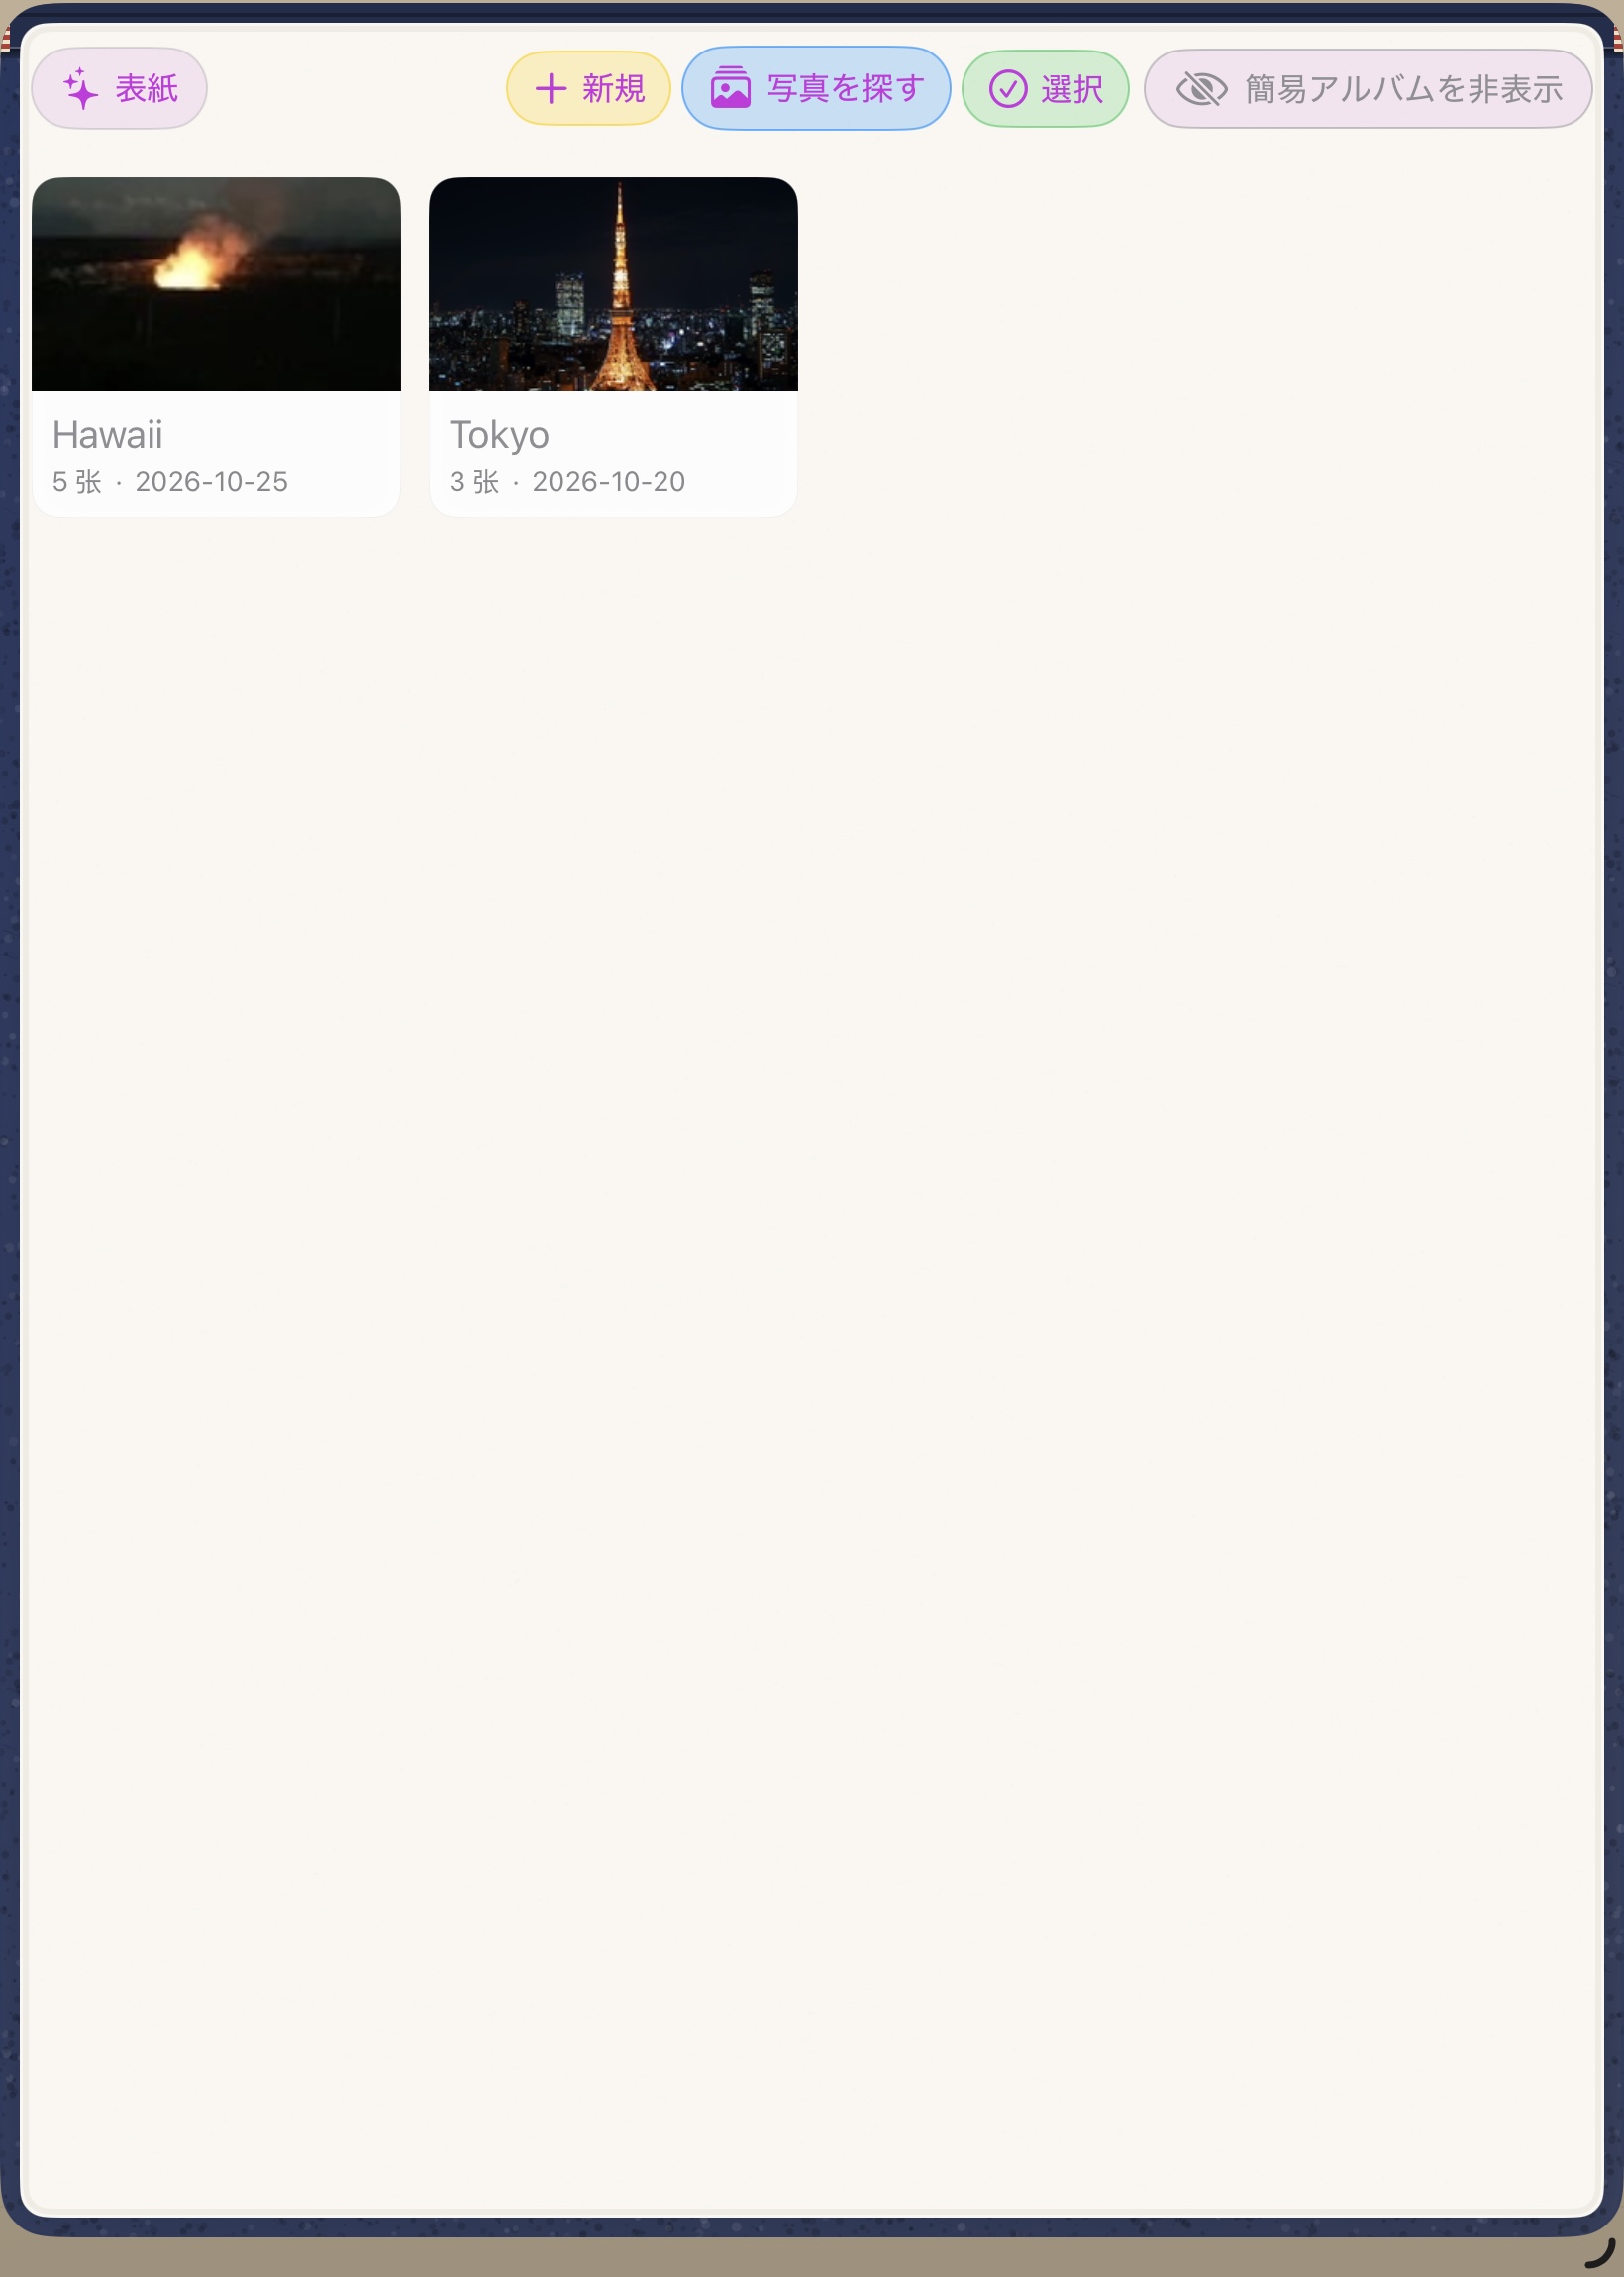 表紙
新規
写真を探す
選択
簡易アルバムを非表示
Hawaii
5 张 · 2026-10-25
Tokyo
3 张 · 2026-10-20